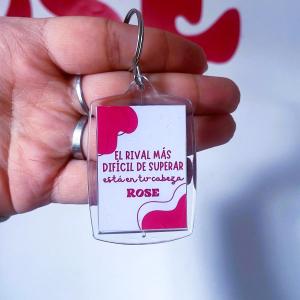 EL RIVAL MÁS
DIFÍCIL DE SUPERAR
está en tu cabeza
ROSE